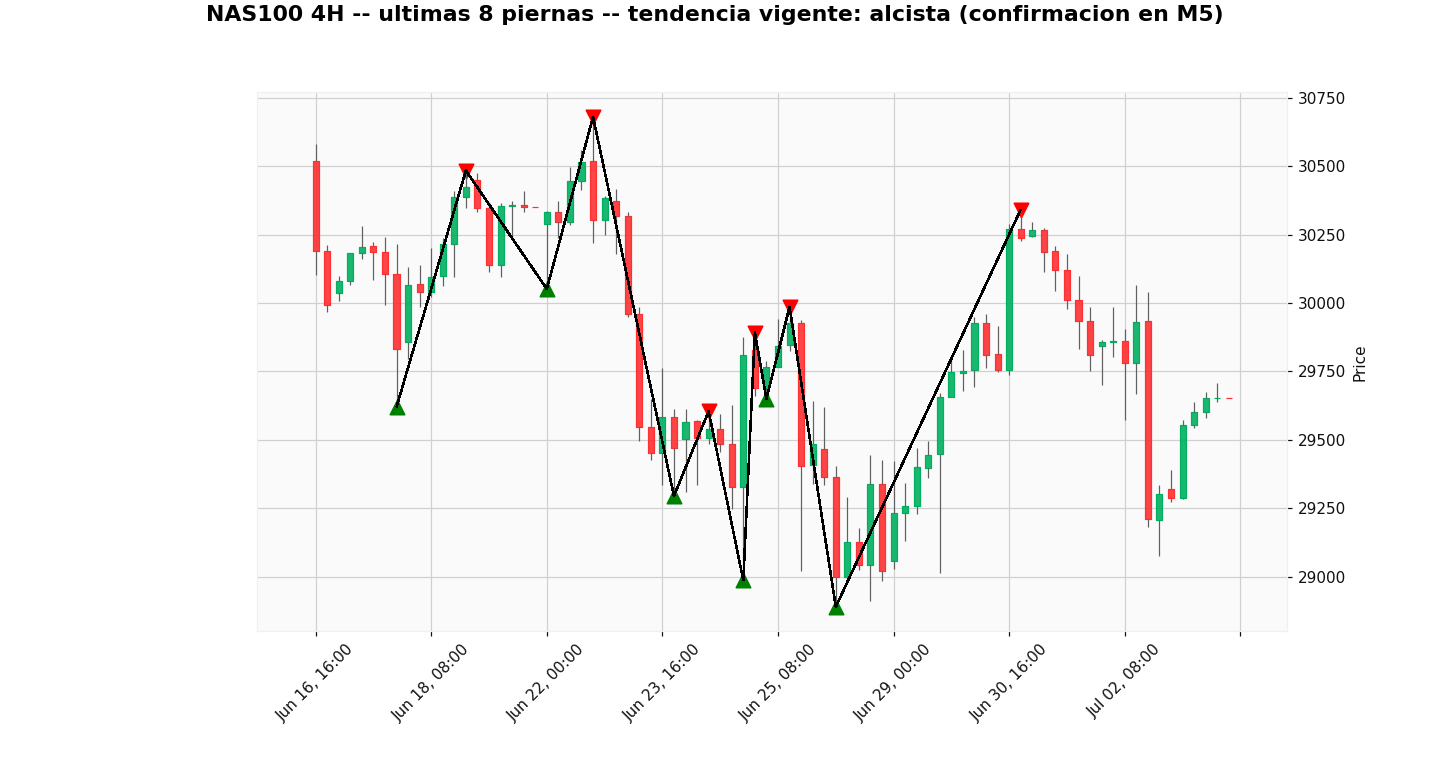 NAS100 4H -- ultimas 8 piernas -- tendencia vigente: alcista (confirmacion en M5)
30750
30500
30250
30000
29750
29500
29250
29000
Price
Jun 16, 16:00
Jun 18, 08:00
Jun 22, 00:00
Jun 23, 16:00
Jun 25, 08:00
Jun 29, 00:00
Jun 30, 16:00
Jul 02, 08:00